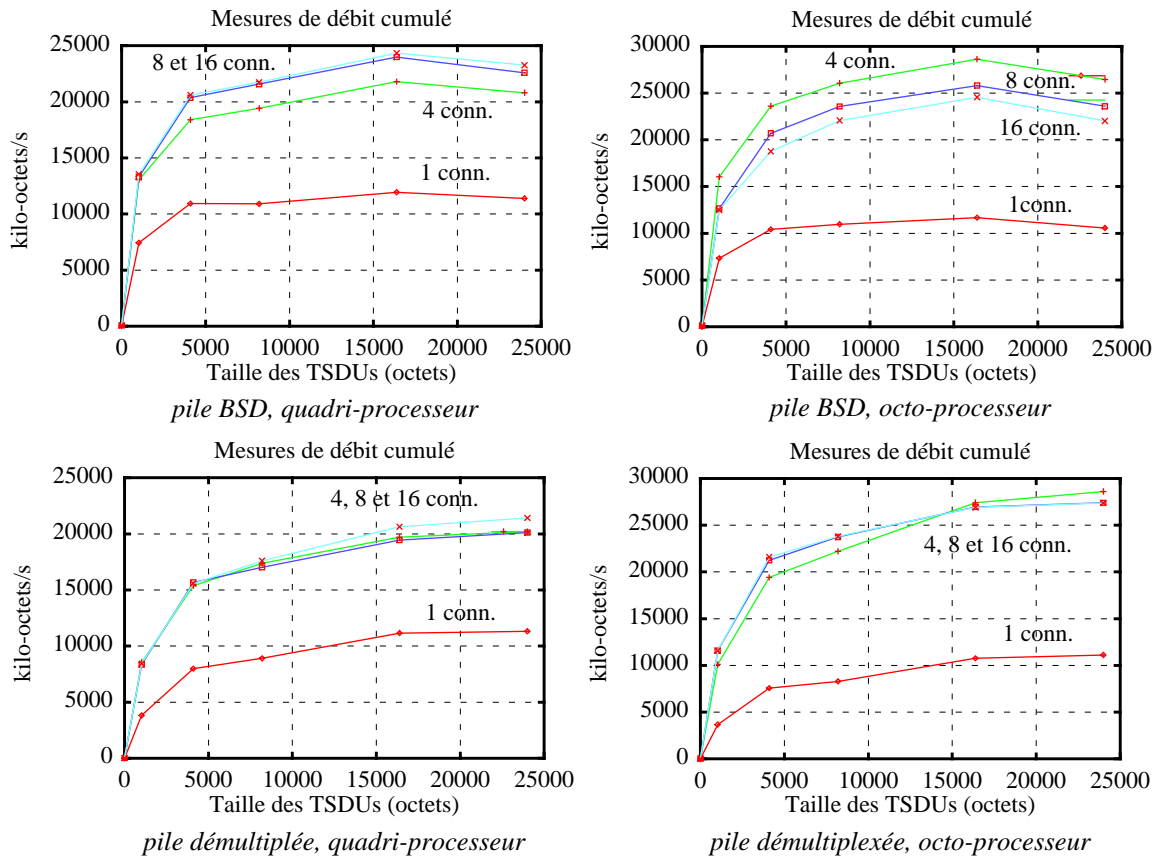 Mesures de débit cumulé
25000
20000
15000
10000
5000
0
kilo-octets/s
8 et 16 conn.
4 conn.
1 conn.
0 5000 10000 15000 20000 25000
Taille des TSDUs (octets)
pile BSD, quadri-processeur
Mesures de débit cumulé
30000
25000
20000
15000
10000
5000
0
kilo-octets/s
4 conn.
8 conn.
16 conn.
1conn.
0 5000 10000 15000 20000 25000
Taille des TSDUs (octets)
pile BSD, octo-processeur
Mesures de débit cumulé
25000
20000
15000
10000
5000
0
kilo-octets/s
4, 8 et 16 conn.
1 conn.
0 5000 10000 15000 20000 25000
Taille des TSDUs (octets)
pile démultiplée, quadri-processeur
Mesures de débit cumulé
30000
25000
20000
15000
10000
5000
0
kilo-octets/s
4, 8 et 16 conn.
1 conn.
0 5000 10000 15000 20000 25000
Taille des TSDUs (octets)
pile démultiplexée, octo-processeur